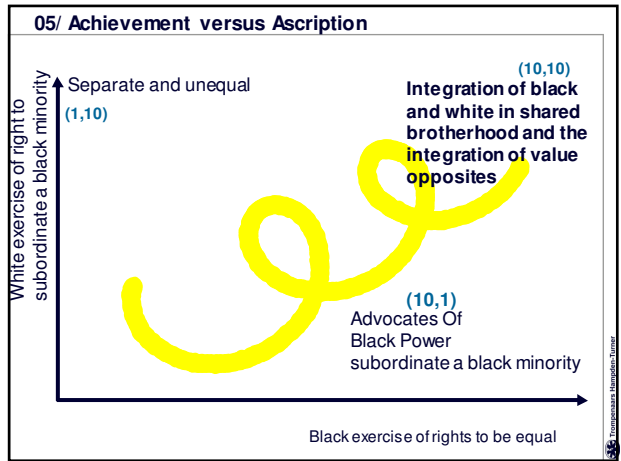 05/ Achievement versus Ascription
White exercise of right to
subordinate a black minority
Separate and unequal
(1,10)
(10,10)
Integration of black
and white in shared
brotherhood and the
integration of value
opposites
(10,1)
Advocates Of
Black Power
subordinate a black minority
Black exercise of rights to be equal
Trompenaars Hampden-Turner